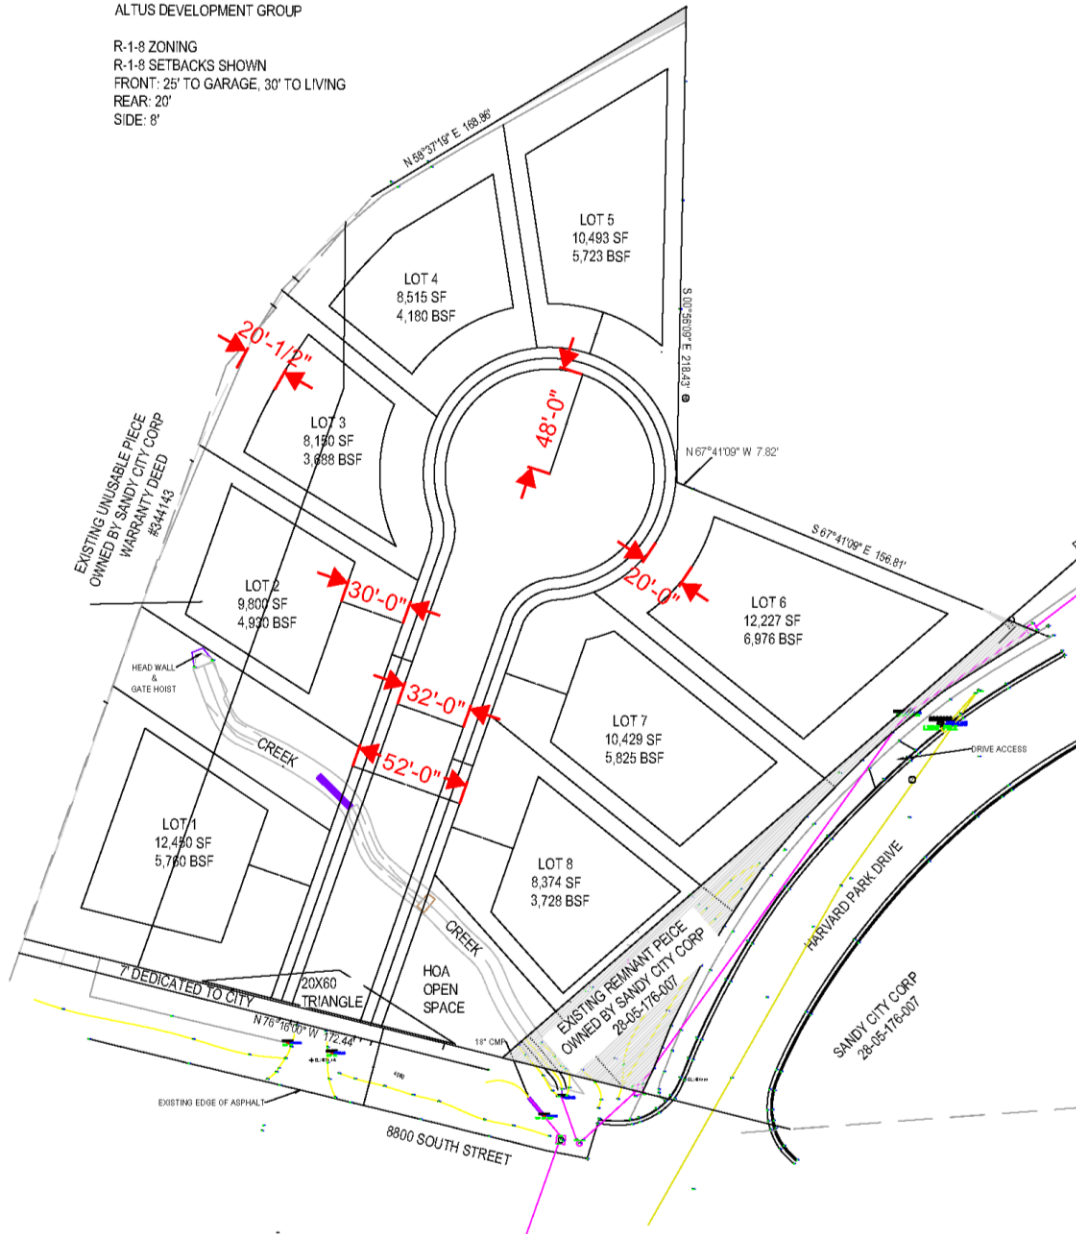 ALTUS DEVELOPMENT GROUP
R-1-8 ZONING
R-1-8 SETBACKS SHOWN
FRONT: 25' TO GARAGE, 30' TO LIVING
REAR: 20'
SIDE: 8'
N 58°37'19" E 168.86'
LOT 5
10,493 SF
5,723 BSF
LOT 4
8,515 SF
4,180 BSF
S 00°56'09" E 218.43'
20'-1/2"
48'-0"
LOT 3
8,150 SF
3,688 BSF
N 67°41'09" W 7.82'
EXISTING UNUSABLE PIECE
OWNED BY SANDY CITY CORP
WARRANTY DEED
#344143
S 67°41'09" E 156.81'
LOT 2
9,800 SF
4,930 BSF
30'-0"
20'-0"
LOT 6
12,227 SF
6,976 BSF
HEAD WALL
&
GATE HOIST
32'-0"
LOT 7
10,429 SF
5,825 BSF
CREEK
52'-0"
DRIVE ACCESS
LOT 1
12,450 SF
5,760 BSF
LOT 8
8,374 SF
3,728 BSF
HARVARD PARK DRIVE
CREEK
7' DEDICATED TO CITY
20X60
TRIANGLE
HOA
OPEN
SPACE
EXISTING REMNANT PEICE
OWNED BY SANDY CITY CORP
28-05-176-007
SANDY CITY CORP
28-05-176-007
N 76°16'00" W 172.44'
18" CMP
EXISTING EDGE OF ASPHALT
8800 SOUTH STREET